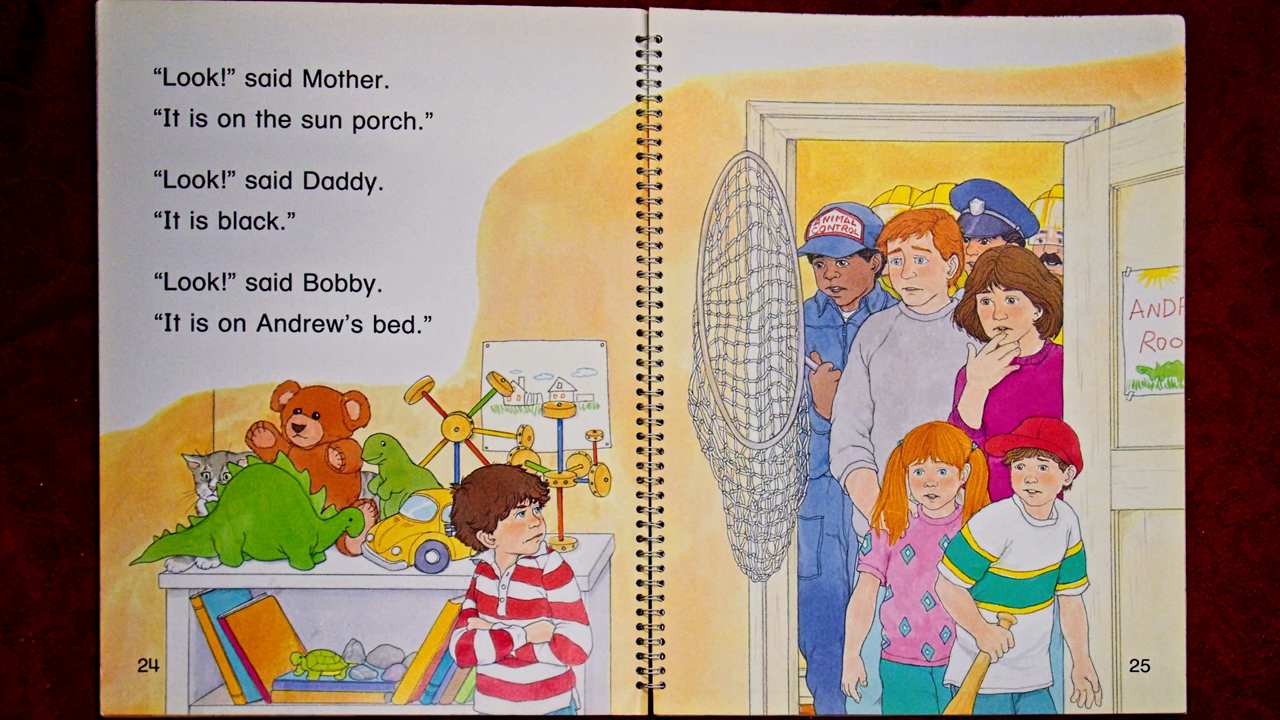 “Look!” said Mother.
“It is on the sun porch.”
“Look!” said Daddy.
“It is black.”
“Look!” said Bobby.
“It is on Andrew’s bed.”
24
ANIMAL
CONTROL
ANDR
ROO
25